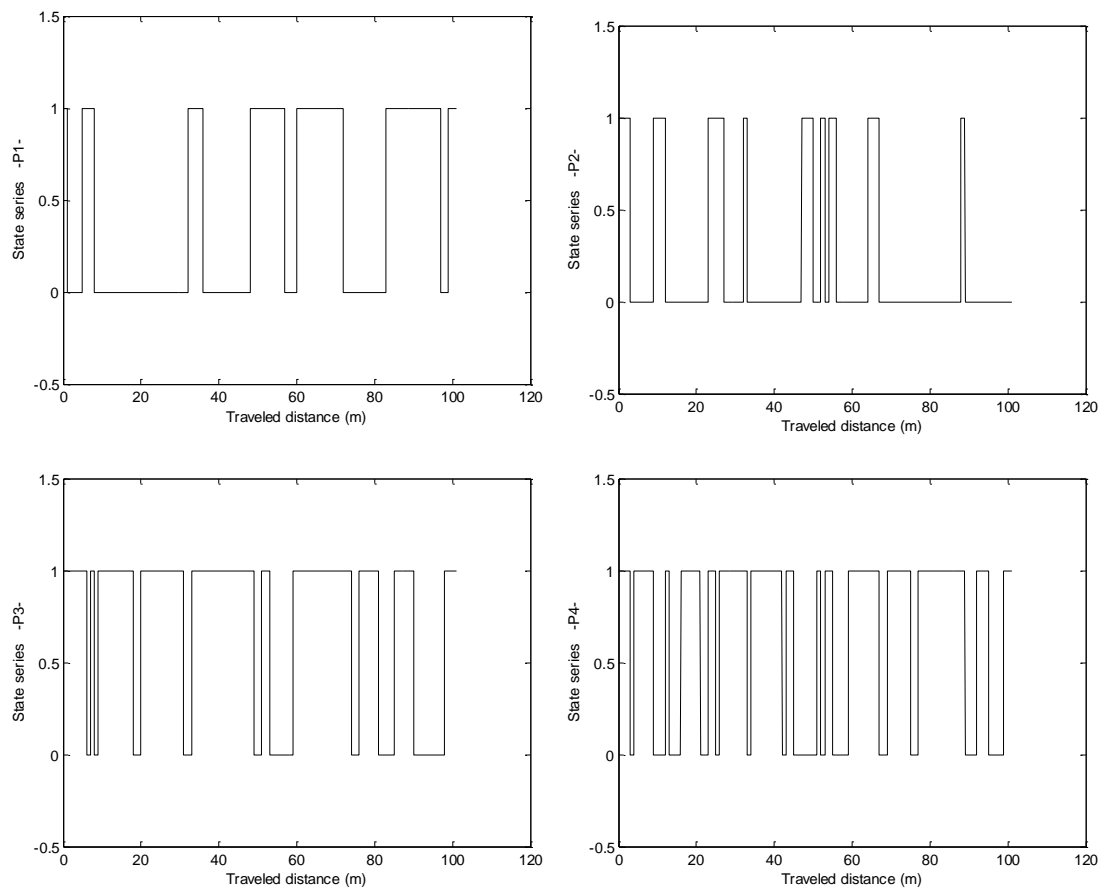 1.5
1
0.5
0
-0.5
State series -P1-
0 20 40 60 80 100 120
Traveled distance (m)
1.5
1
0.5
0
-0.5
State series -P2-
0 20 40 60 80 100 120
Traveled distance (m)
1.5
1
0.5
0
-0.5
State series -P3-
0 20 40 60 80 100 120
Traveled distance (m)
1.5
1
0.5
0
-0.5
State series -P4-
0 20 40 60 80 100 120
Traveled distance (m)